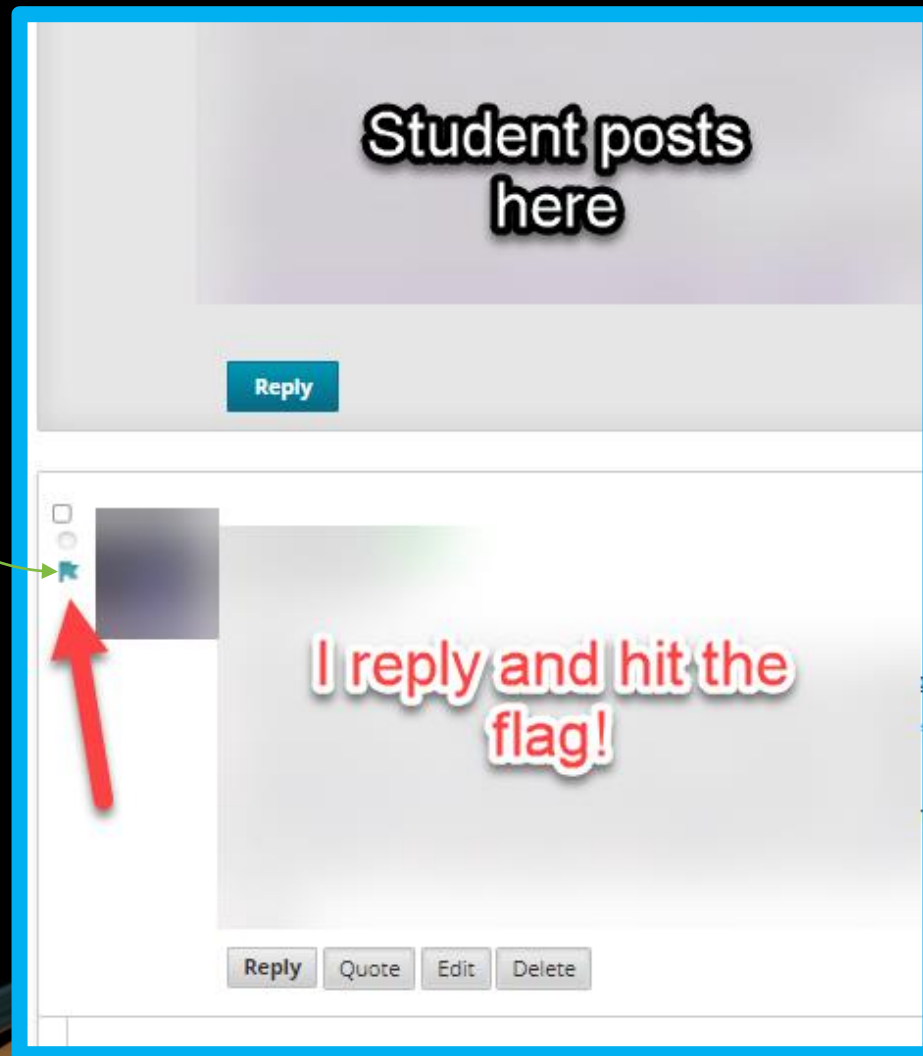 Student posts
here
Reply
I reply and hit the
flag!
Reply Quote Edit Delete